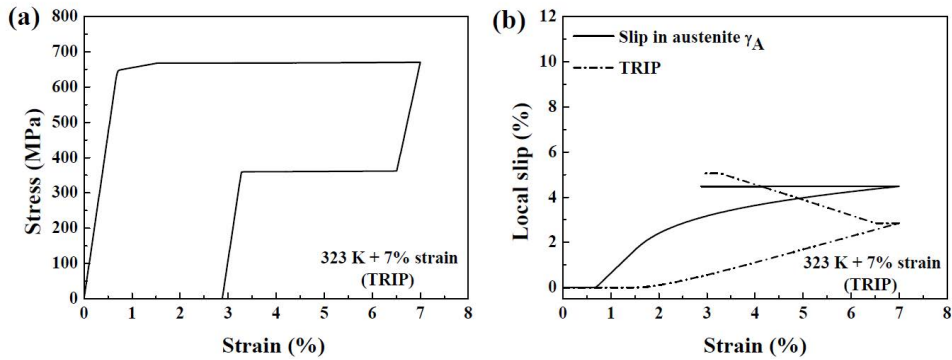 (a)
800
700
600
500
400
300
200
100
0
Stress (MPa)
323 K + 7% strain
(TRIP)
0 1 2 3 4 5 6 7 8
Strain (%)
(b)
12
10
8
6
4
2
0
Local slip (%)
Slip in austenite γA
TRIP
323 K + 7% strain
(TRIP)
0 1 2 3 4 5 6 7 8
Strain (%)